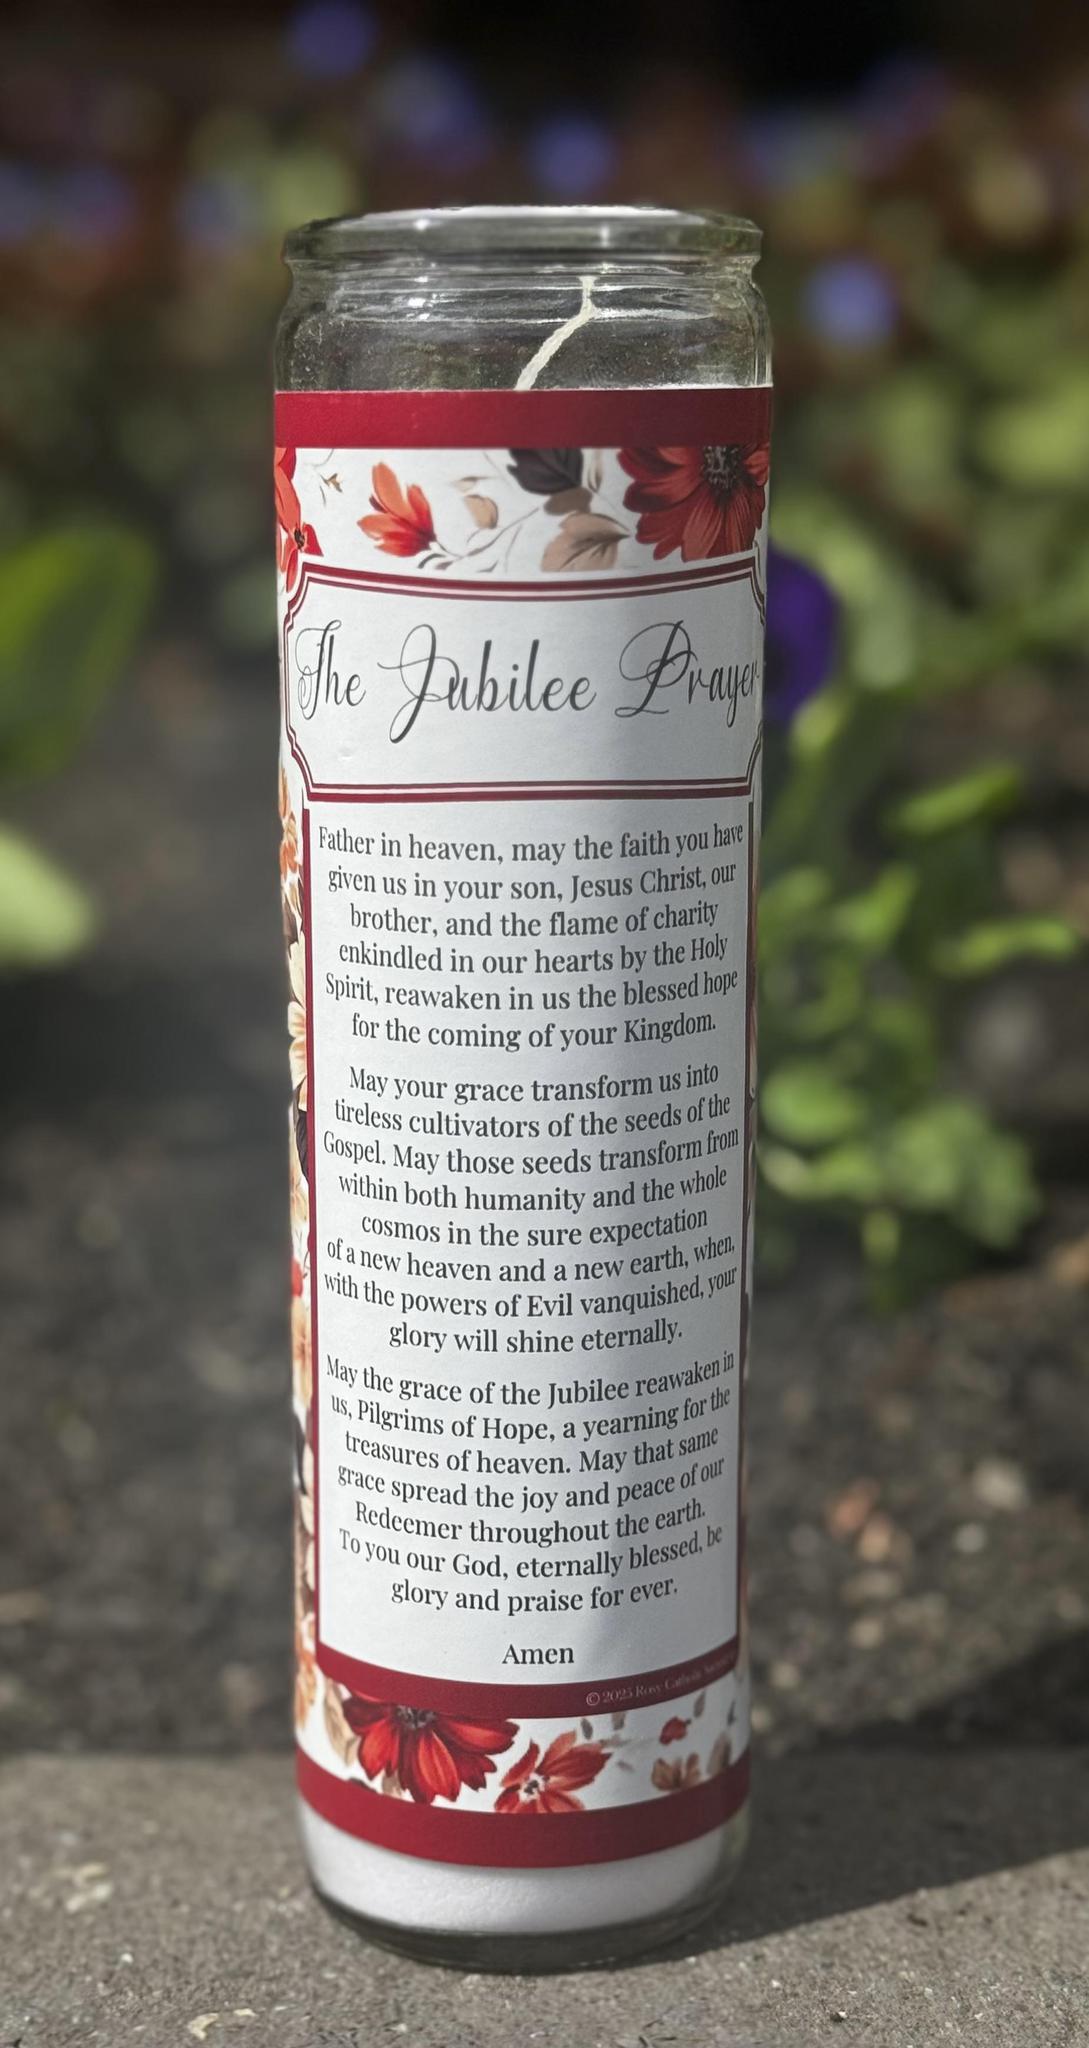 The Jubilee Prayer
Father in heaven, may the faith you have
given us in your son, Jesus Christ, our
brother, and the flame of charity
enkindled in our hearts by the Holy
Spirit, reawaken in us the blessed hope
for the coming of your Kingdom.
May your grace transform us into
tireless cultivators of the seeds of the
Gospel. May those seeds transform from
within both humanity and the whole
cosmos in the sure expectation
of a new heaven and a new earth, when,
with the powers of Evil vanquished, your
glory will shine eternally.
May the grace of the Jubilee reawaken in
us, Pilgrims of Hope, a yearning for the
treasures of heaven. May that same
grace spread the joy and peace of our
Redeemer throughout the earth.
To you our God, eternally blessed, be
glory and praise for ever.
Amen
© 2025 Rosy Catholic